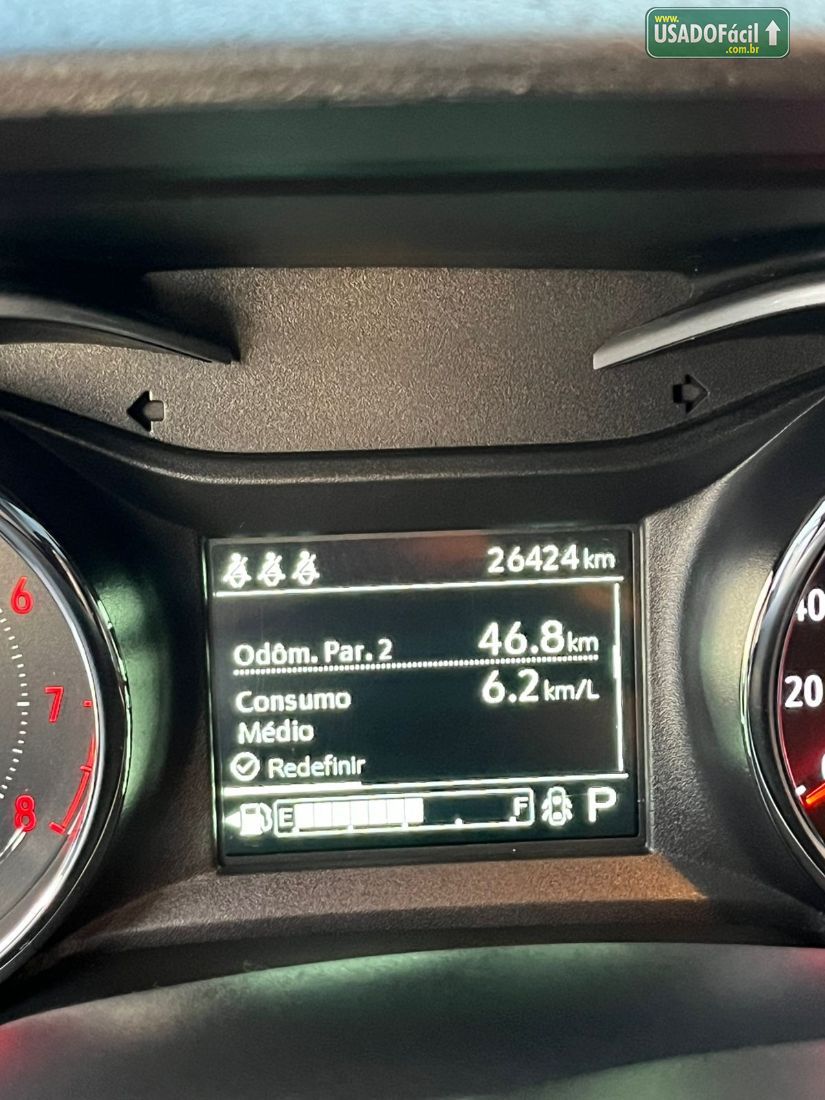 www.
USADOFácil
.com.br
26424 km
Odôm. Par. 2 46.8 km
Consumo 6.2 km/L
Médio
Redefinir
E F P
6
7
8
40
20